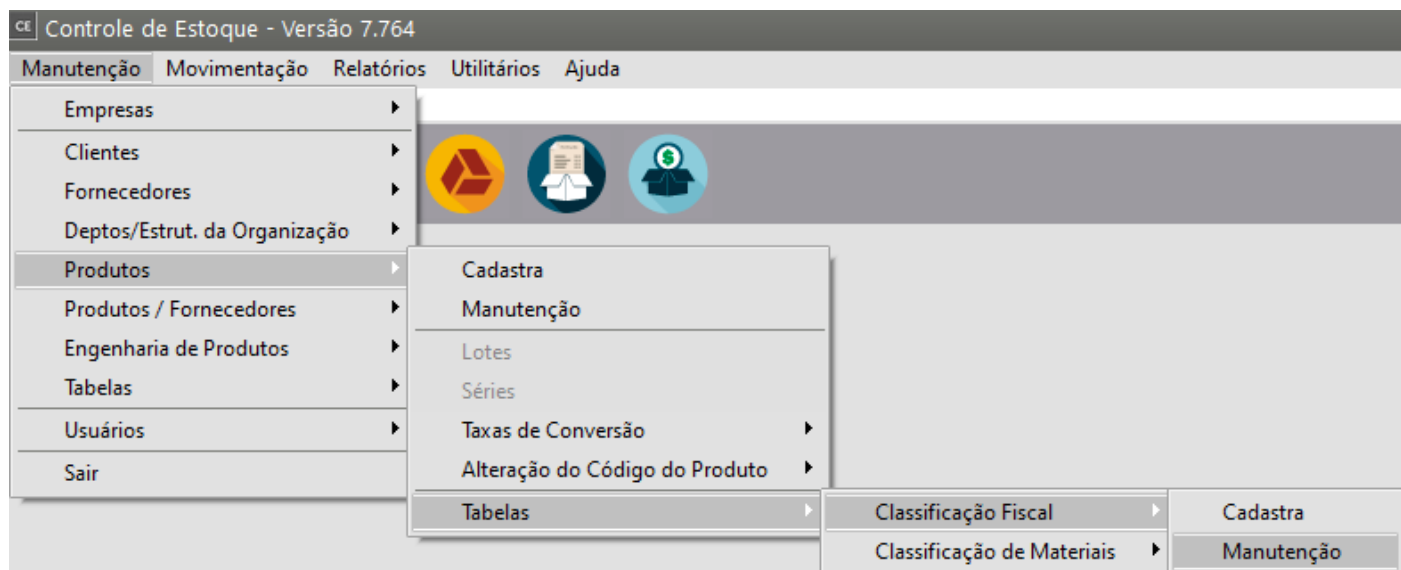 CE Controle de Estoque - Versão 7.764
Manutenção Movimentação Relatórios Utilitários Ajuda
Empresas
Clientes
Fornecedores
Deptos/Estrut. da Organização
Produtos
Produtos / Fornecedores
Engenharia de Produtos
Tabelas
Usuários
Sair
Cadastra
Manutenção
Lotes
Séries
Taxas de Conversão
Alteração do Código do Produto
Tabelas
Classificação Fiscal
Classificação de Materiais
Cadastra
Manutenção